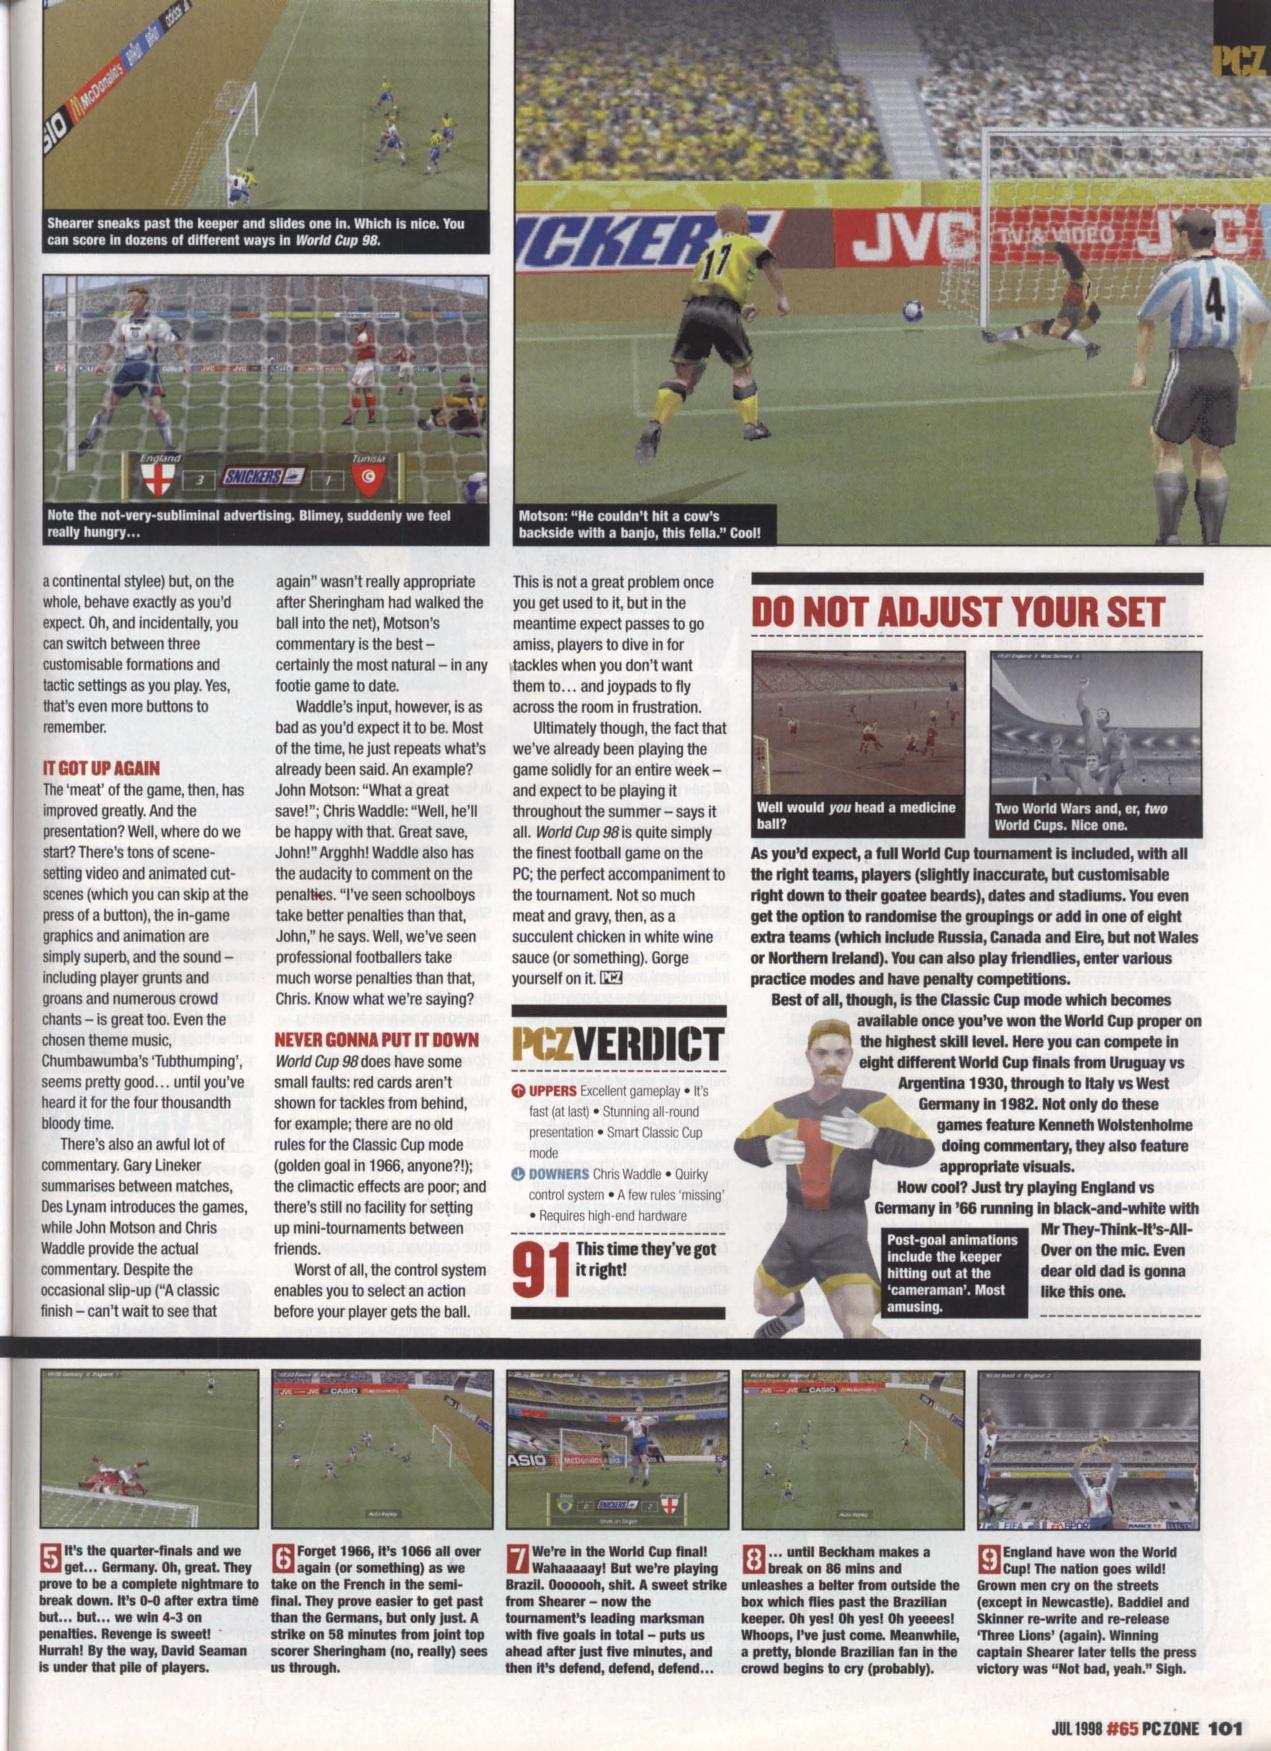 PCZ
CASIO
McDonald's
adidas
Shearer sneaks past the keeper and slides one in. Which is nice. You
can score in dozens of different ways in World Cup 98.
England
3
SNICKERS
1
Tunisia
Note the not-very-subliminal advertising. Blimey, suddenly we feel
really hungry...
ICKERS
JVC
TV & VIDEO
JVC
17
4
Motson: “He couldn't hit a cow's
backside with a banjo, this fella.” Cool!
a continental stylee) but, on the
whole, behave exactly as you'd
expect. Oh, and incidentally, you
can switch between three
customisable formations and
tactic settings as you play. Yes,
that's even more buttons to
remember.
IT GOT UP AGAIN
The ‘meat’ of the game, then, has
improved greatly. And the
presentation? Well, where do we
start? There's tons of scene-
setting video and animated cut-
scenes (which you can skip at the
press of a button), the in-game
graphics and animation are
simply superb, and the sound –
including player grunts and
groans and numerous crowd
chants – is great too. Even the
chosen theme music,
Chumbawumba's ‘Tubthumping’,
seems pretty good... until you've
heard it for the four thousandth
bloody time.
There's also an awful lot of
commentary. Gary Lineker
summarises between matches,
Des Lynam introduces the games,
while John Motson and Chris
Waddle provide the actual
commentary. Despite the
occasional slip-up (“A classic
finish – can't wait to see that
again” wasn't really appropriate
after Sheringham had walked the
ball into the net), Motson's
commentary is the best –
certainly the most natural – in any
footie game to date.
Waddle's input, however, is as
bad as you'd expect it to be. Most
of the time, he just repeats what's
already been said. An example?
John Motson: “What a great
save!”; Chris Waddle: “Well, he'll
be happy with that. Great save,
John!” Argghh! Waddle also has
the audacity to comment on the
penalties. “I've seen schoolboys
take better penalties than that,
John,” he says. Well, we've seen
professional footballers take
much worse penalties than that,
Chris. Know what we're saying?
NEVER GONNA PUT IT DOWN
World Cup 98 does have some
small faults: red cards aren't
shown for tackles from behind,
for example; there are no old
rules for the Classic Cup mode
(golden goal in 1966, anyone?!);
the climactic effects are poor; and
there's still no facility for setting
up mini-tournaments between
friends.
Worst of all, the control system
enables you to select an action
before your player gets the ball.
This is not a great problem once
you get used to it, but in the
meantime expect passes to go
amiss, players to dive in for
tackles when you don't want
them to... and joypads to fly
across the room in frustration.
Ultimately though, the fact that
we've already been playing the
game solidly for an entire week –
and expect to be playing it
throughout the summer – says it
all. World Cup 98 is quite simply
the finest football game on the
PC; the perfect accompaniment to
the tournament. Not so much
meat and gravy, then, as a
succulent chicken in white wine
sauce (or something). Gorge
yourself on it. PCZ
PCZVERDICT
UPPERS Excellent gameplay • It's
fast (at last) • Stunning all-round
presentation • Smart Classic Cup
mode
DOWNERS Chris Waddle • Quirky
control system • A few rules ‘missing’
• Requires high-end hardware
91 This time they've got
it right!
DO NOT ADJUST YOUR SET
Well would you head a medicine
ball?
Two World Wars and, er, two
World Cups. Nice one.
As you'd expect, a full World Cup tournament is included, with all
the right teams, players (slightly inaccurate, but customisable
right down to their goatee beards), dates and stadiums. You even
get the option to randomise the groupings or add in one of eight
extra teams (which include Russia, Canada and Eire, but not Wales
or Northern Ireland). You can also play friendlies, enter various
practice modes and have penalty competitions.
Best of all, though, is the Classic Cup mode which becomes
available once you've won the World Cup proper on
the highest skill level. Here you can compete in
eight different World Cup finals from Uruguay vs
Argentina 1930, through to Italy vs West
Germany in 1982. Not only do these
games feature Kenneth Wolstenholme
doing commentary, they also feature
appropriate visuals.
How cool? Just try playing England vs
Germany in '66 running in black-and-white with
Mr They-Think-It's-All-
Over on the mic. Even
dear old dad is gonna
like this one.
Post-goal animations
include the keeper
hitting out at the
‘cameraman’. Most
amusing.
JVC JVC CASIO
ASIO McDonald's
SNICKERS
CASIO
FIFA EA SPORTS FRANCE 98
5 It's the quarter-finals and we
get... Germany. Oh, great. They
prove to be a complete nightmare to
break down. It's 0-0 after extra time
but... but... we win 4-3 on
penalties. Revenge is sweet!
Hurrah! By the way, David Seaman
is under that pile of players.
6 Forget 1966, it's 1066 all over
again (or something) as we
take on the French in the semi-
final. They prove easier to get past
than the Germans, but only just. A
strike on 58 minutes from joint top
scorer Sheringham (no, really) sees
us through.
7 We're in the World Cup final!
Wahaaaaay! But we're playing
Brazil. Ooooooh, shit. A sweet strike
from Shearer – now the
tournament's leading marksman
with five goals in total – puts us
ahead after just five minutes, and
then it's defend, defend, defend...
8 ... until Beckham makes a
break on 86 mins and
unleashes a belter from outside the
box which flies past the Brazilian
keeper. Oh yes! Oh yes! Oh yeeees!
Whoops, I've just come. Meanwhile,
a pretty, blonde Brazilian fan in the
crowd begins to cry (probably).
9 England have won the World
Cup! The nation goes wild!
Grown men cry on the streets
(except in Newcastle). Baddiel and
Skinner re-write and re-release
‘Three Lions’ (again). Winning
captain Shearer later tells the press
victory was “Not bad, yeah.” Sigh.
JUL 1998 #65 PC ZONE 101